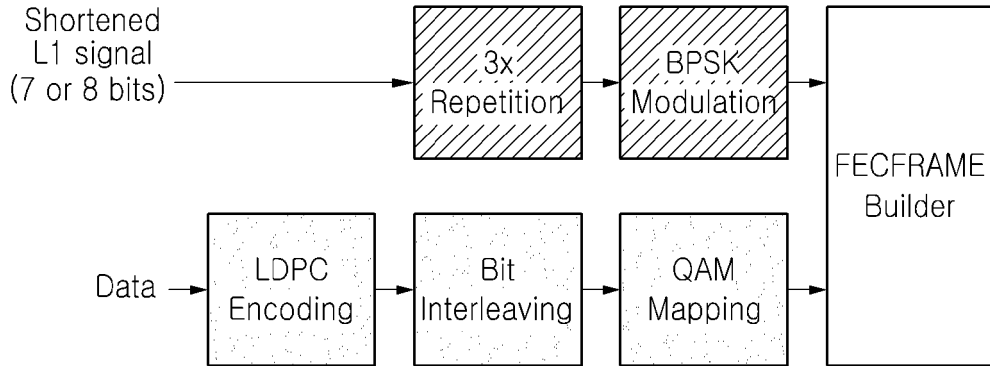 Shortened
L1 signal
(7 or 8 bits)
3x
Repetition
BPSK
Modulation
FECFRAME
Builder
Data
LDPC
Encoding
Bit
Interleaving
QAM
Mapping